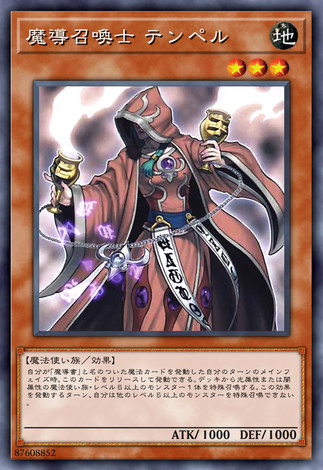 魔導召喚士 テンペル
地
【魔法使い族／効果】
自分が「魔導書」と名のついた魔法カードを発動した自分のターンのメインフ
ェイズ時、このカードをリリースして発動できる。デッキから光属性または闇
属性の魔法使い族・レベル５以上のモンスター１体を特殊召喚する。この効果
を発動するターン、自分は他のレベル５以上のモンスターを特殊召喚できない
。
ATK/ 1000 DEF/ 1000
87608852